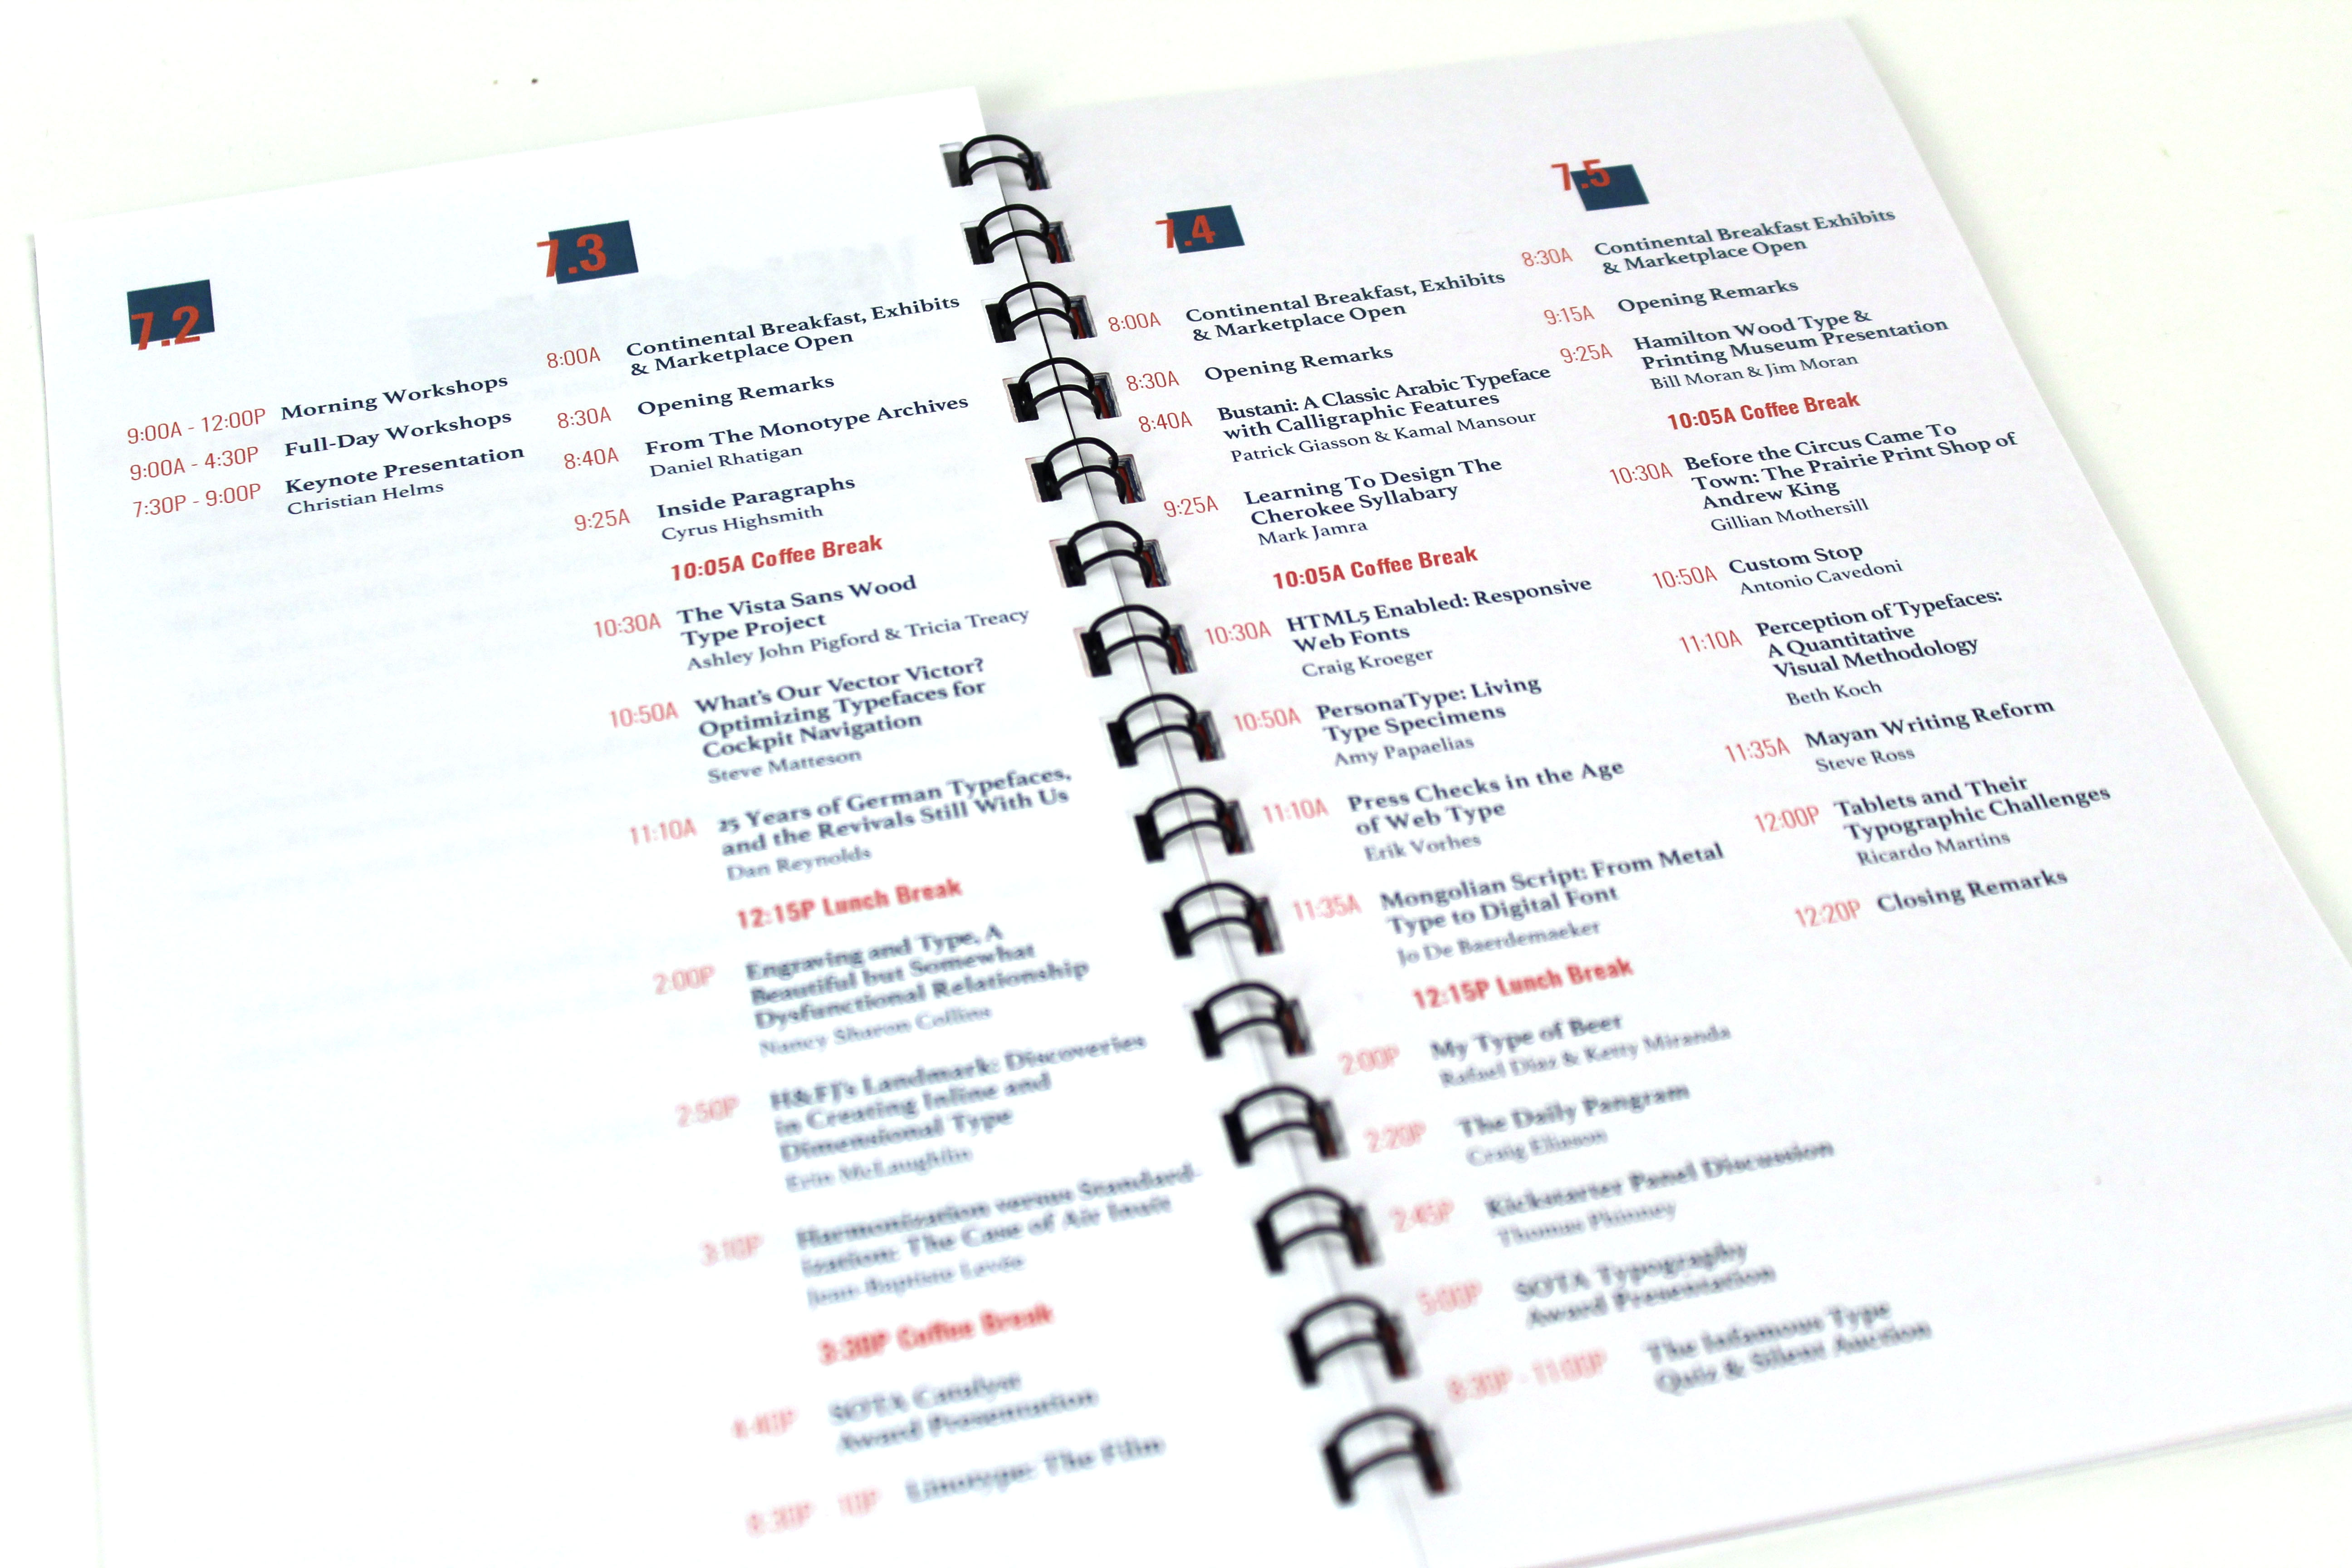 7.2
9:00A - 12:00P Morning Workshops
9:00A - 4:30P Full-Day Workshops
7:30P - 9:00P Keynote Presentation
Christian Helms
7.3
8:00A Continental Breakfast, Exhibits
& Marketplace Open
8:30A Opening Remarks
8:40A From The Monotype Archives
Daniel Rhatigan
9:25A Inside Paragraphs
Cyrus Highsmith
10:05A Coffee Break
10:30A The Vista Sans Wood
Type Project
Ashley John Pigford & Tricia Treacy
10:50A What's Our Vector Victor?
Optimizing Typefaces for
Cockpit Navigation
Steve Matteson
11:10A 25 Years of German Typefaces,
and the Revivals Still With Us
Dan Reynolds
12:15P Lunch Break
2:00P Engraving and Type, A
Beautiful but Somewhat
Dysfunctional Relationship
Nancy Sharon Collins
2:50P H&FJ's Landmark: Discoveries
in Creating Inline and
Dimensional Type
Erin McLaughlin
3:10P Harmonization versus Standard-
ization: The Case of Air Inuit
Jean-Baptiste Levée
3:30P Coffee Break
4:40P SOTA Catalyst
Award Presentation
Linotype: The Film
7.4
8:00A Continental Breakfast, Exhibits
& Marketplace Open
8:30A Opening Remarks
8:40A Bustani: A Classic Arabic Typeface
with Calligraphic Features
Patrick Giasson & Kamal Mansour
9:25A Learning To Design The
Cherokee Syllabary
Mark Jamra
10:05A Coffee Break
10:30A HTML5 Enabled: Responsive
Web Fonts
Craig Kroeger
10:50A PersonaType: Living
Type Specimens
Amy Papaelias
11:10A Press Checks in the Age
of Web Type
Erik Vorhes
11:35A Mongolian Script: From Metal
Type to Digital Font
Jo De Baerdemaeker
12:15P Lunch Break
2:00P My Type of Beer
Rafael Diaz & Ketty Miranda
2:20P The Daily Pangram
Craig Eliason
2:45P Kickstarter Panel Discussion
Thomas Phinney
5:00P SOTA Typography
Award Presentation
The Infamous Type
Quiz & Silent Auction
7.5
8:30A Continental Breakfast Exhibits
& Marketplace Open
9:15A Opening Remarks
9:25A Hamilton Wood Type &
Printing Museum Presentation
Bill Moran & Jim Moran
10:05A Coffee Break
10:30A Before the Circus Came To
Town: The Prairie Print Shop of
Andrew King
Gillian Mothersill
10:50A Custom Stop
Antonio Cavedoni
11:10A Perception of Typefaces:
A Quantitative
Visual Methodology
Beth Koch
11:35A Mayan Writing Reform
Steve Ross
12:00P Tablets and Their
Typographic Challenges
Ricardo Martins
12:20P Closing Remarks